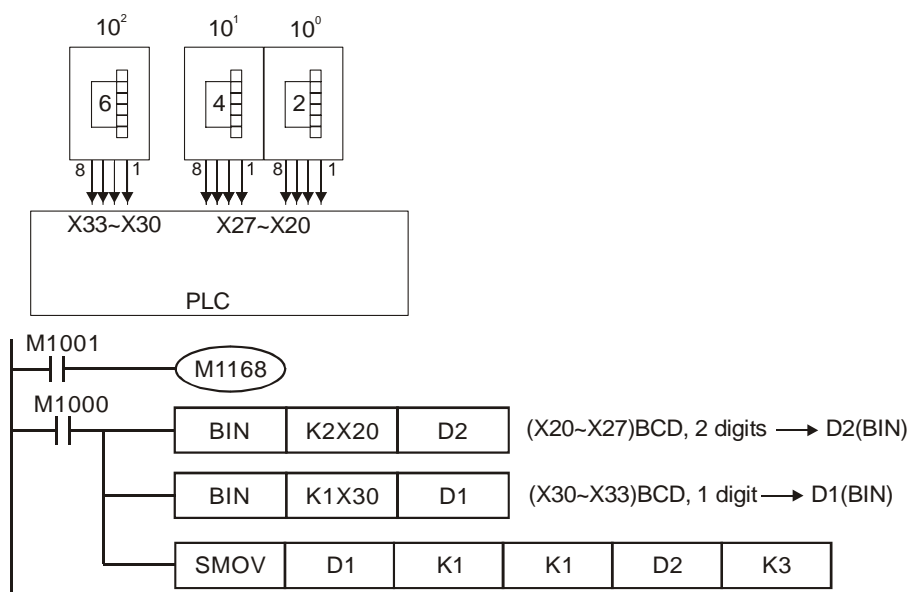 10² 10¹ 10⁰
6 4 2
8 1 8 1 8 1
X33~X30 X27~X20
PLC
M1001
M1168
M1000
BIN K2X20 D2 (X20~X27)BCD, 2 digits → D2(BIN)
BIN K1X30 D1 (X30~X33)BCD, 1 digit → D1(BIN)
SMOV D1 K1 K1 D2 K3